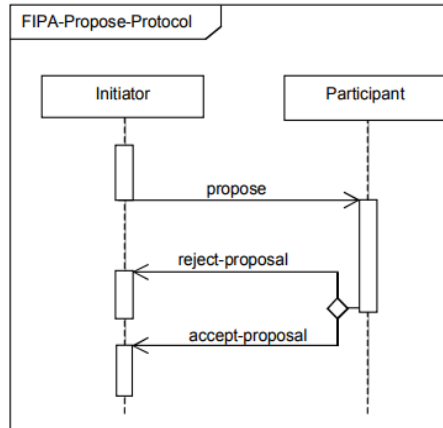 FIPA-Propose-Protocol
Initiator
Participant
propose
reject-proposal
accept-proposal